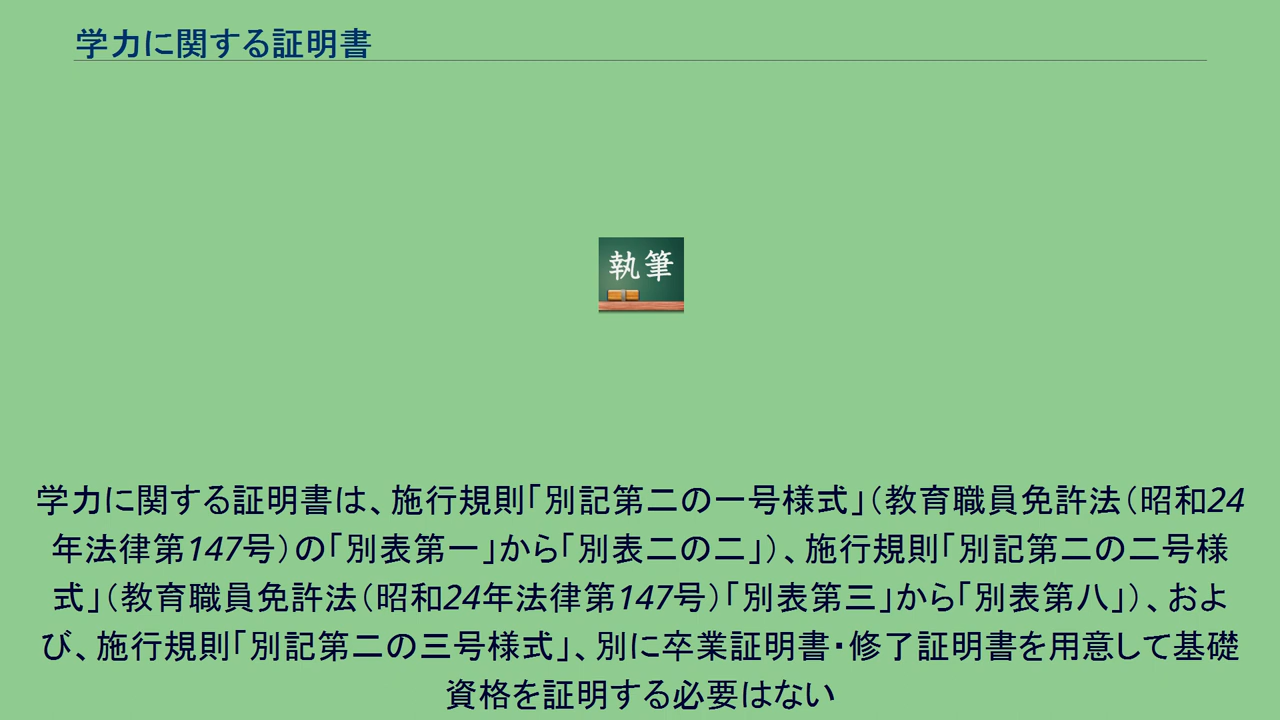 学力に関する証明書
執筆
学力に関する証明書は、施行規則「別記第二の一号様式」（教育職員免許法（昭和24
年法律第147号）の「別表第一」から「別表二の二」）、施行規則「別記第二の二号様
式」（教育職員免許法（昭和24年法律第147号）「別表第三」から「別表第八」）、およ
び、施行規則「別記第二の三号様式」、別に卒業証明書・修了証明書を用意して基礎
資格を証明する必要はない